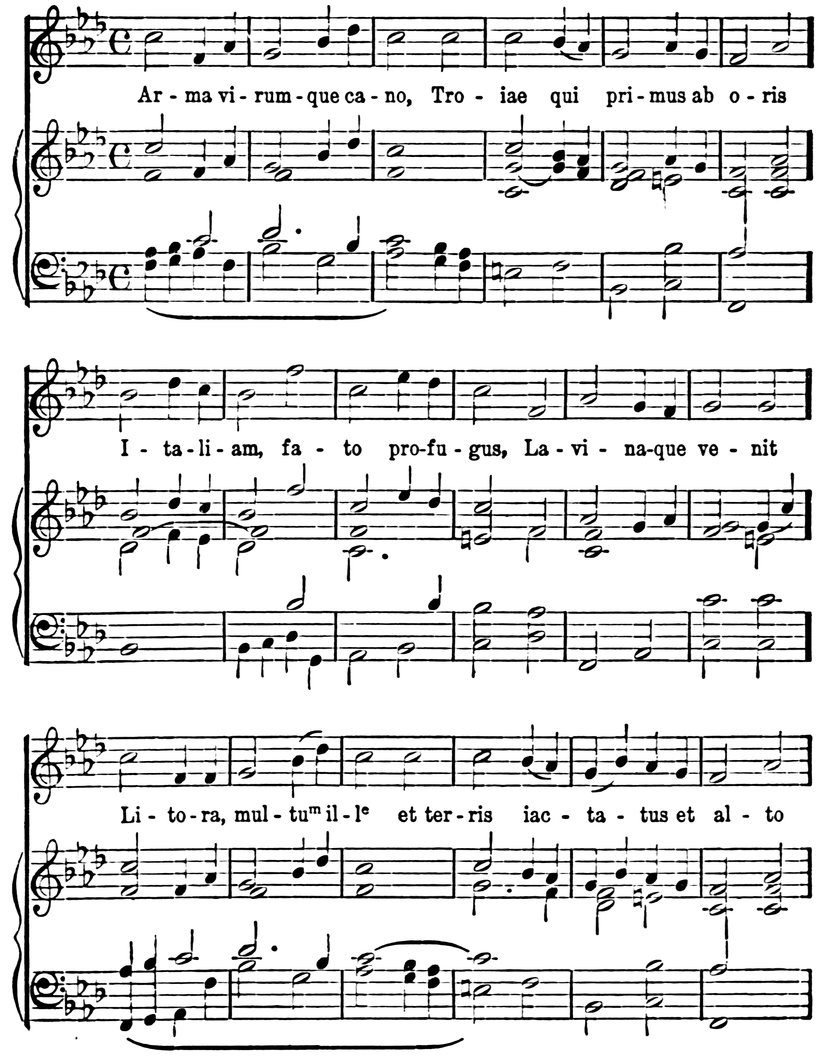 Ar - ma vi - rum - que ca - no, Tro - iae qui pri - mus ab o - ris
I - ta - li - am, fa - to pro - fu - gus, La - vi - na - que ve - nit
Li - to - ra, mul - tuᵐ il - lᵉ et ter - ris iac - ta - tus et al - to